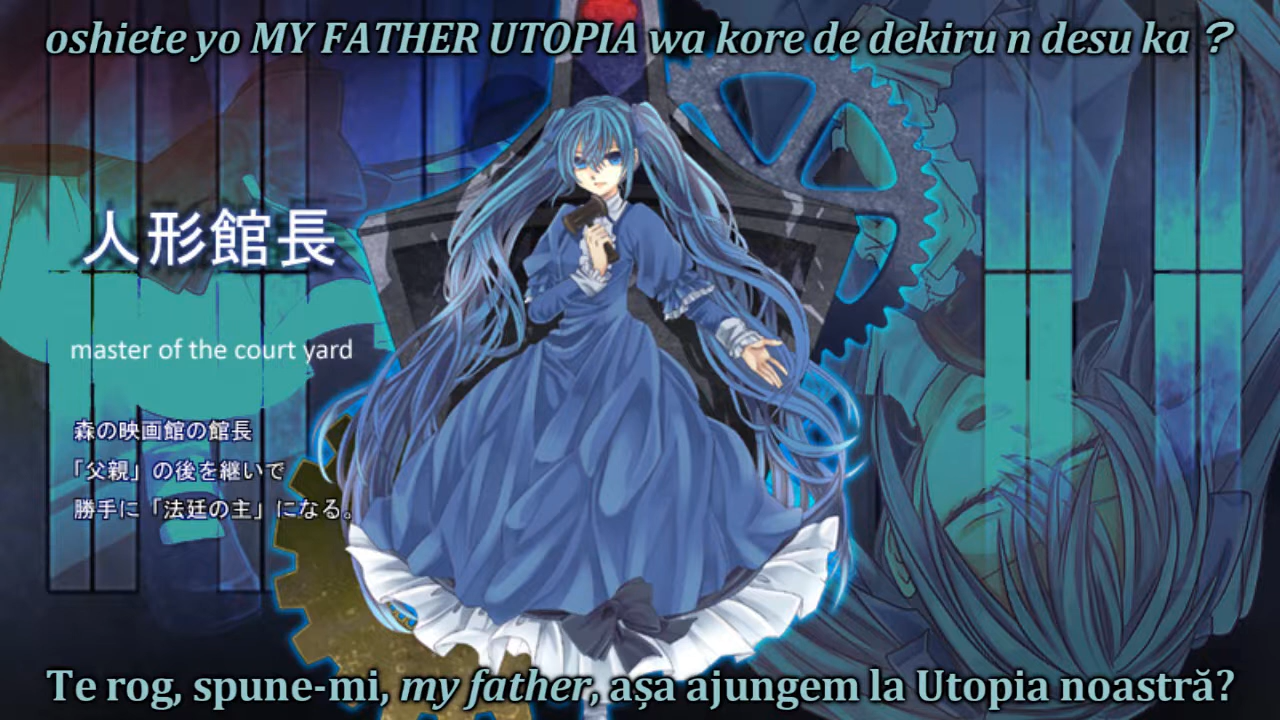 oshiete yo MY FATHER UTOPIA wa kore de dekiru n desu ka？
人形館長
master of the court yard
森の映画館の館長
「父親」の後を継いで
勝手に「法廷の主」になる。
Te rog, spune-mi, my father, așa ajungem la Utopia noastră?